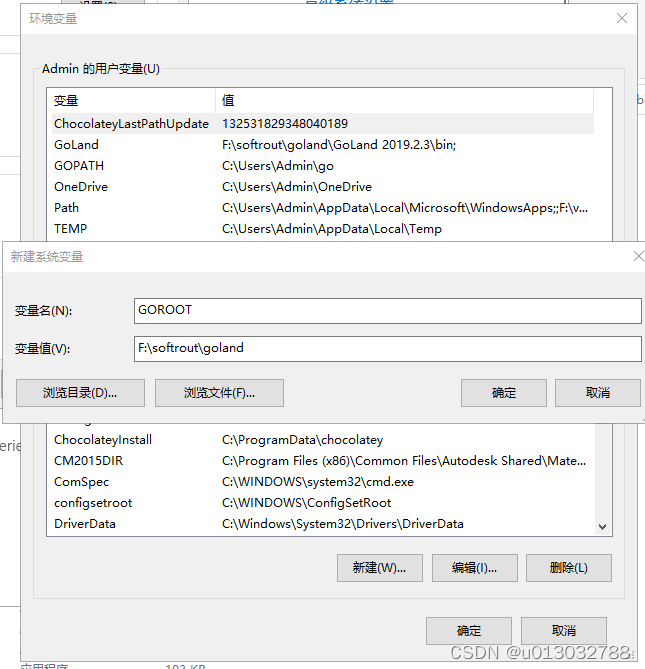 环境变量
Admin 的用户变量(U)
变量 值
ChocolateyLastPathUpdate 132531829348040189
GoLand F:\softrout\goland\GoLand 2019.2.3\bin;
GOPATH C:\Users\Admin\go
OneDrive C:\Users\Admin\OneDrive
Path C:\Users\Admin\AppData\Local\Microsoft\WindowsApps;;F:\v...
TEMP C:\Users\Admin\AppData\Local\Temp
新建系统变量
变量名(N): GOROOT
变量值(V): F:\softrout\goland
浏览目录(D)... 浏览文件(F)... 确定 取消
ChocolateyInstall C:\ProgramData\chocolatey
CM2015DIR C:\Program Files (x86)\Common Files\Autodesk Shared\Mate...
ComSpec C:\WINDOWS\system32\cmd.exe
configsetroot C:\WINDOWS\ConfigSetRoot
DriverData C:\Windows\System32\Drivers\DriverData
新建(W)... 编辑(I)... 删除(L)
确定 取消
CSDN @u013032788